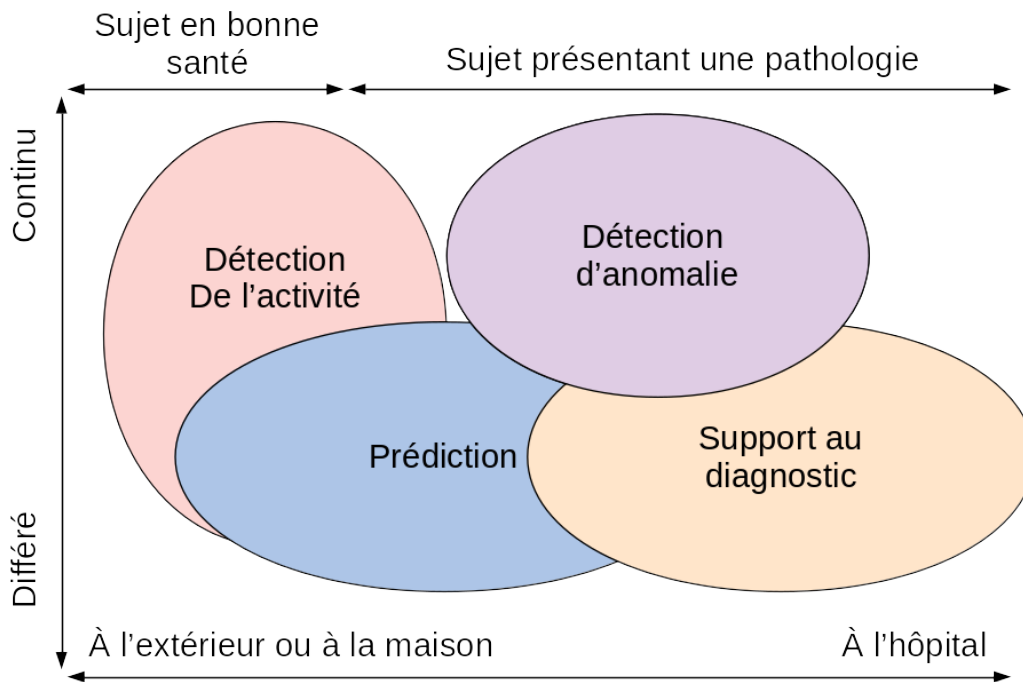 Sujet en bonne
santé
Sujet présentant une pathologie
Continu
Détection
De l’activité
Détection
d’anomalie
Prédiction
Support au
diagnostic
Différé
À l’extérieur ou à la maison
À l’hôpital